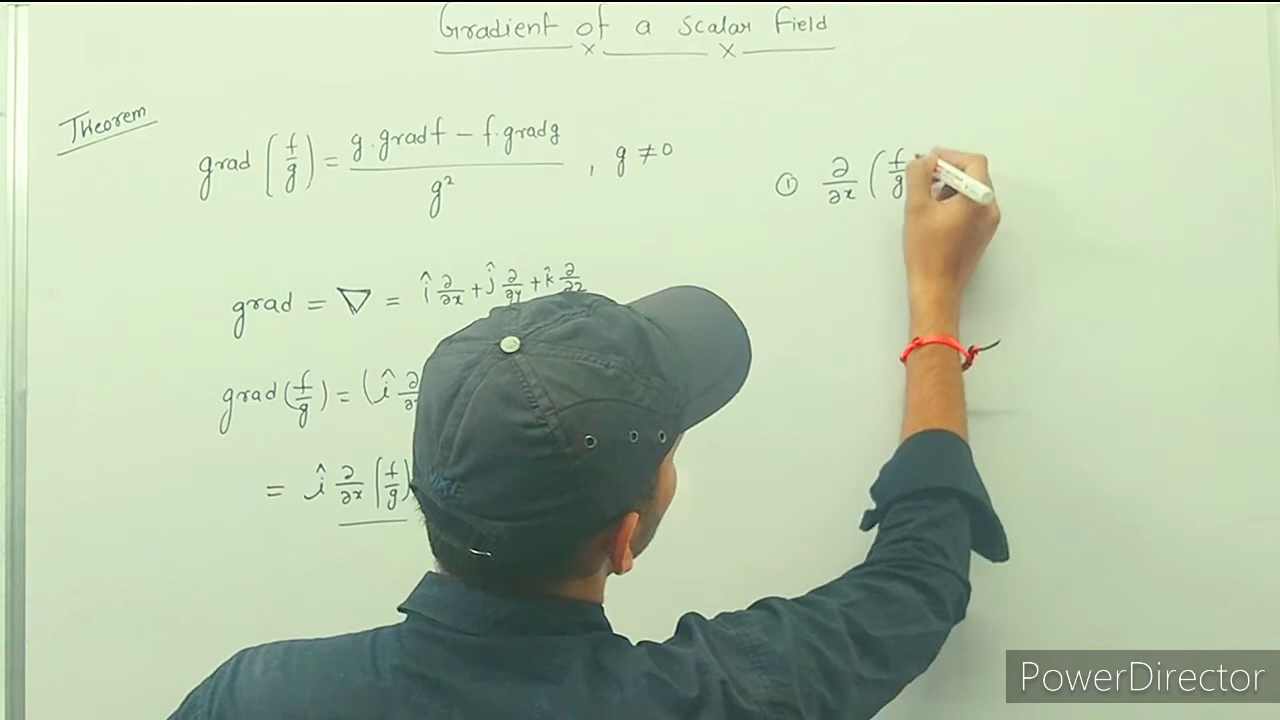 Gradient of a Scalar Field
Theorem
grad (f/g) = (g.gradf − f.gradg)/g² , g ≠ 0
① ∂/∂x (f/g
grad = ▽ = î ∂/∂x + ĵ ∂/∂y + k̂ ∂/∂z
grad (f/g) = (î ∂/∂x
= î ∂/∂x (f/g)
PowerDirector